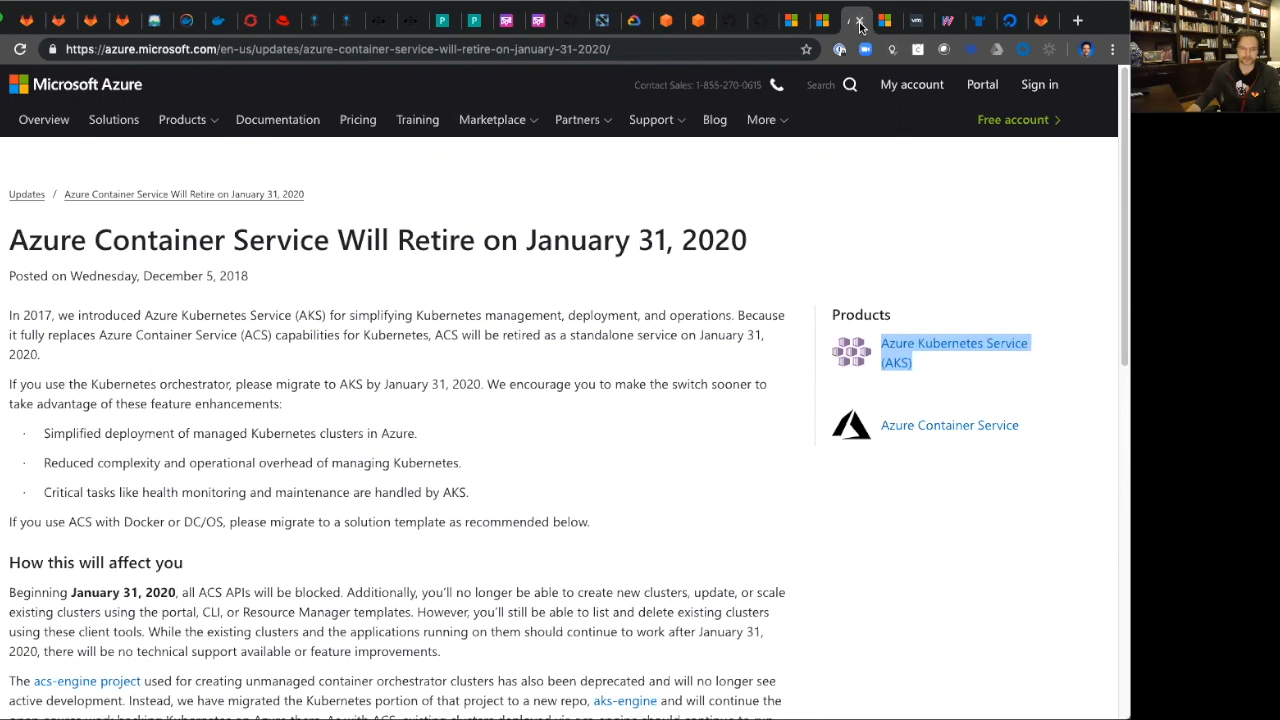 https://azure.microsoft.com/en-us/updates/azure-container-service-will-retire-on-january-31-2020/
Microsoft Azure
Contact Sales: 1-855-270-0615
Search
My account
Portal
Sign in
Overview
Solutions
Products
Documentation
Pricing
Training
Marketplace
Partners
Support
Blog
More
Free account
Updates / Azure Container Service Will Retire on January 31, 2020
Azure Container Service Will Retire on January 31, 2020
Posted on Wednesday, December 5, 2018
In 2017, we introduced Azure Kubernetes Service (AKS) for simplifying Kubernetes management, deployment, and operations. Because
it fully replaces Azure Container Service (ACS) capabilities for Kubernetes, ACS will be retired as a standalone service on January 31,
2020.
If you use the Kubernetes orchestrator, please migrate to AKS by January 31, 2020. We encourage you to make the switch sooner to
take advantage of these feature enhancements:
· Simplified deployment of managed Kubernetes clusters in Azure.
· Reduced complexity and operational overhead of managing Kubernetes.
· Critical tasks like health monitoring and maintenance are handled by AKS.
If you use ACS with Docker or DC/OS, please migrate to a solution template as recommended below.
How this will affect you
Beginning January 31, 2020, all ACS APIs will be blocked. Additionally, you'll no longer be able to create new clusters, update, or scale
existing clusters using the portal, CLI, or Resource Manager templates. However, you'll still be able to list and delete existing clusters
using these client tools. While the existing clusters and the applications running on them should continue to work after January 31,
2020, there will be no technical support available or feature improvements.
The acs-engine project used for creating unmanaged container orchestrator clusters has also been deprecated and will no longer see
active development. Instead, we have migrated the Kubernetes portion of that project to a new repo, aks-engine and will continue the
Products
Azure Kubernetes Service
(AKS)
Azure Container Service